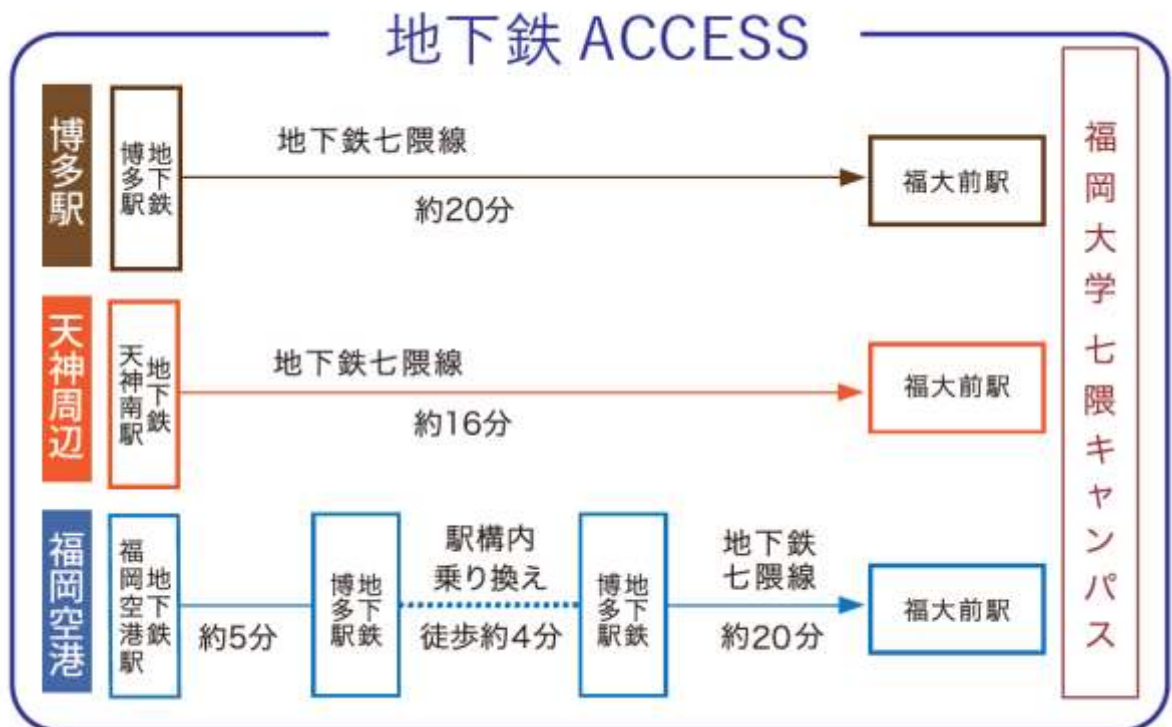 地下鉄 ACCESS
博多駅
地下鉄
博多駅
地下鉄七隈線
約20分
福大前駅
天神周辺
地下鉄
天神南駅
地下鉄七隈線
約16分
福大前駅
福岡空港
地下鉄
福岡空港駅
約5分
地下鉄
博多駅
駅構内
乗り換え
徒歩約4分
地下鉄
博多駅
地下鉄
七隈線
約20分
福大前駅
福岡大学 七隈キャンパス